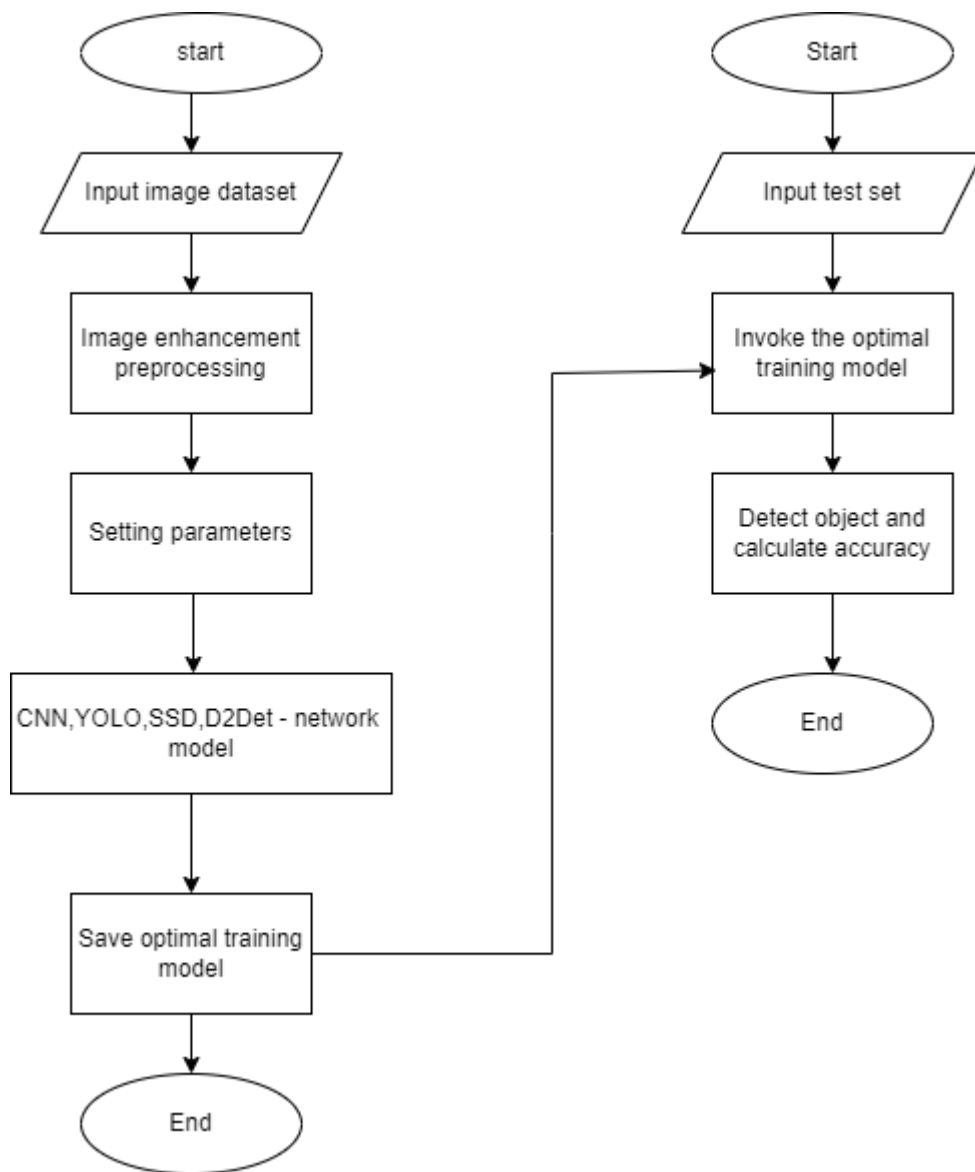 start
Input image dataset
Image enhancement
preprocessing
Setting parameters
CNN,YOLO,SSD,D2Det - network
model
Save optimal training
model
End
Start
Input test set
Invoke the optimal
training model
Detect object and
calculate accuracy
End